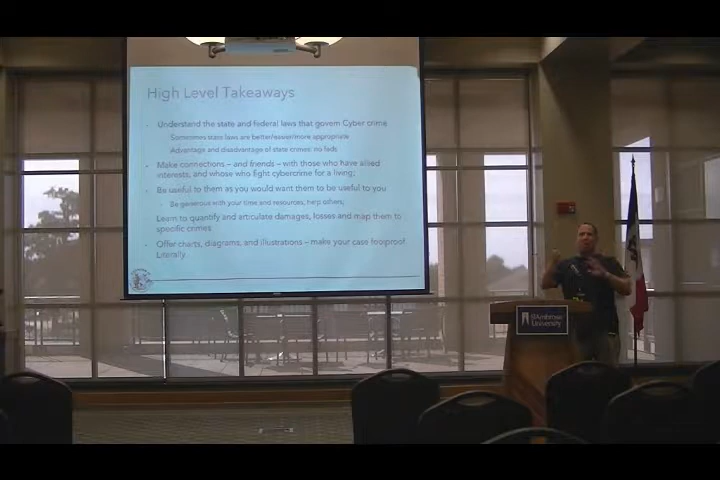 High Level Takeaways
Understand the state and federal laws that govern Cyber crime
Sometimes state laws are better/easier/more appropriate
Advantage and disadvantage of state crimes: no feds
Make connections – and friends – with those who have allied
interests, and whose who fight cybercrime for a living;
Be useful to them as you would want them to be useful to you
Be generous with your time and resources, help others;
Learn to quantify and articulate damages, losses and map them to
specific crimes
Offer charts, diagrams, and illustrations – make your case foolproof.
Literally.
St.Ambrose
University